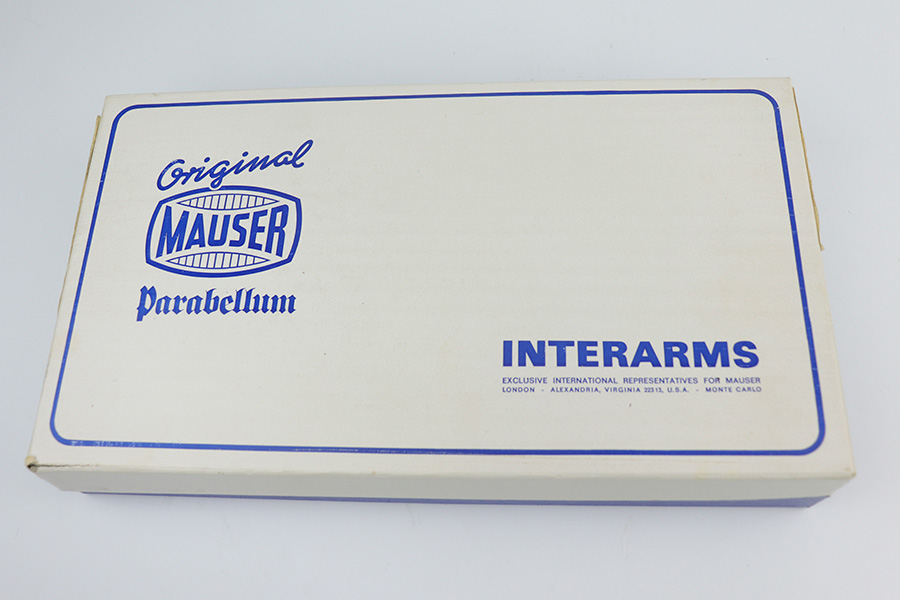 Original
MAUSER
Parabellum
INTERARMS
EXCLUSIVE INTERNATIONAL REPRESENTATIVES FOR MAUSER
LONDON - ALEXANDRIA, VIRGINIA 22313, U.S.A. - MONTE CARLO